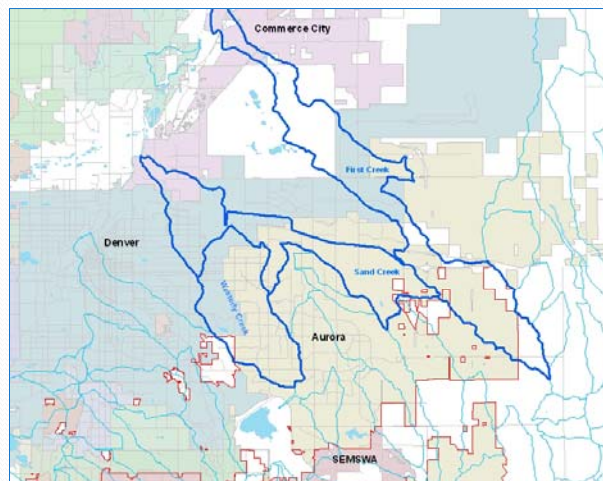 Commerce City
First Creek
Denver
Sand Creek
Westerly Creek
Aurora
SEMSWA